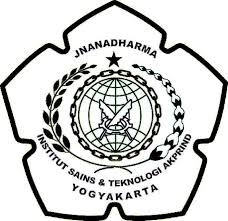 JNANADHARMA
INSTITUT SAINS & TEKNOLOGI AKPRIND
YOGYAKARTA